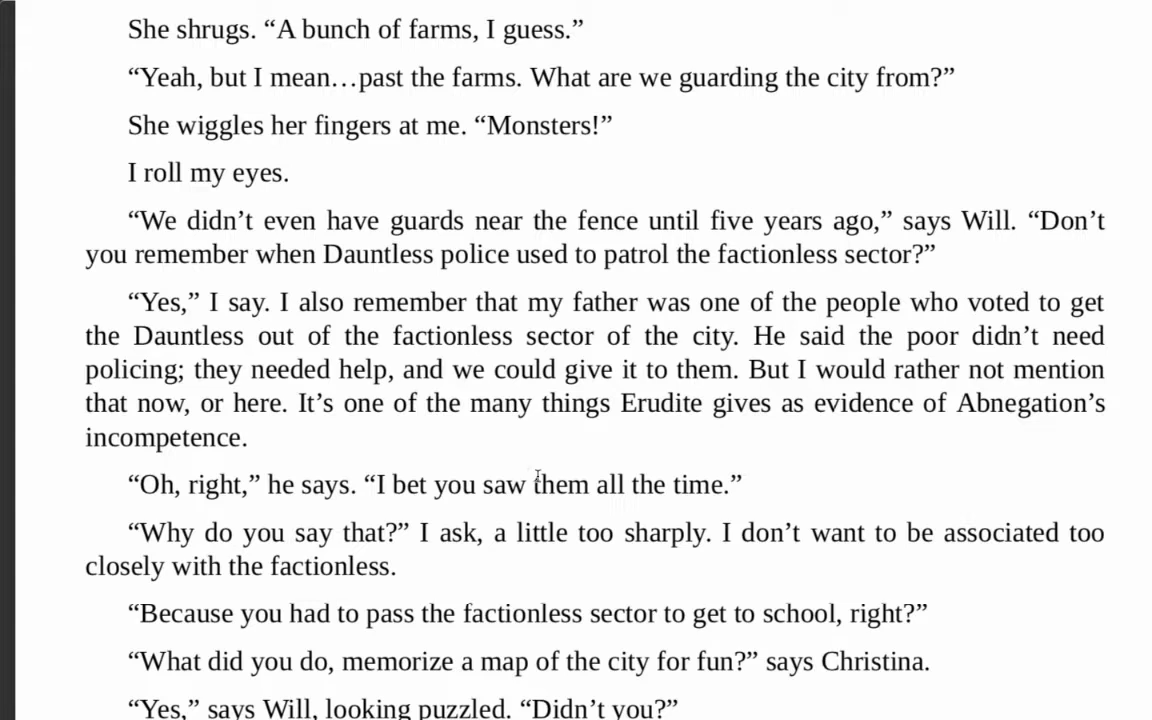 She shrugs. “A bunch of farms, I guess.”
“Yeah, but I mean…past the farms. What are we guarding the city from?”
She wiggles her fingers at me. “Monsters!”
I roll my eyes.
“We didn’t even have guards near the fence until five years ago,” says Will. “Don’t
you remember when Dauntless police used to patrol the factionless sector?”
“Yes,” I say. I also remember that my father was one of the people who voted to get
the Dauntless out of the factionless sector of the city. He said the poor didn’t need
policing; they needed help, and we could give it to them. But I would rather not mention
that now, or here. It’s one of the many things Erudite gives as evidence of Abnegation’s
incompetence.
“Oh, right,” he says. “I bet you saw them all the time.”
“Why do you say that?” I ask, a little too sharply. I don’t want to be associated too
closely with the factionless.
“Because you had to pass the factionless sector to get to school, right?”
“What did you do, memorize a map of the city for fun?” says Christina.
“Yes,” says Will, looking puzzled. “Didn’t you?”